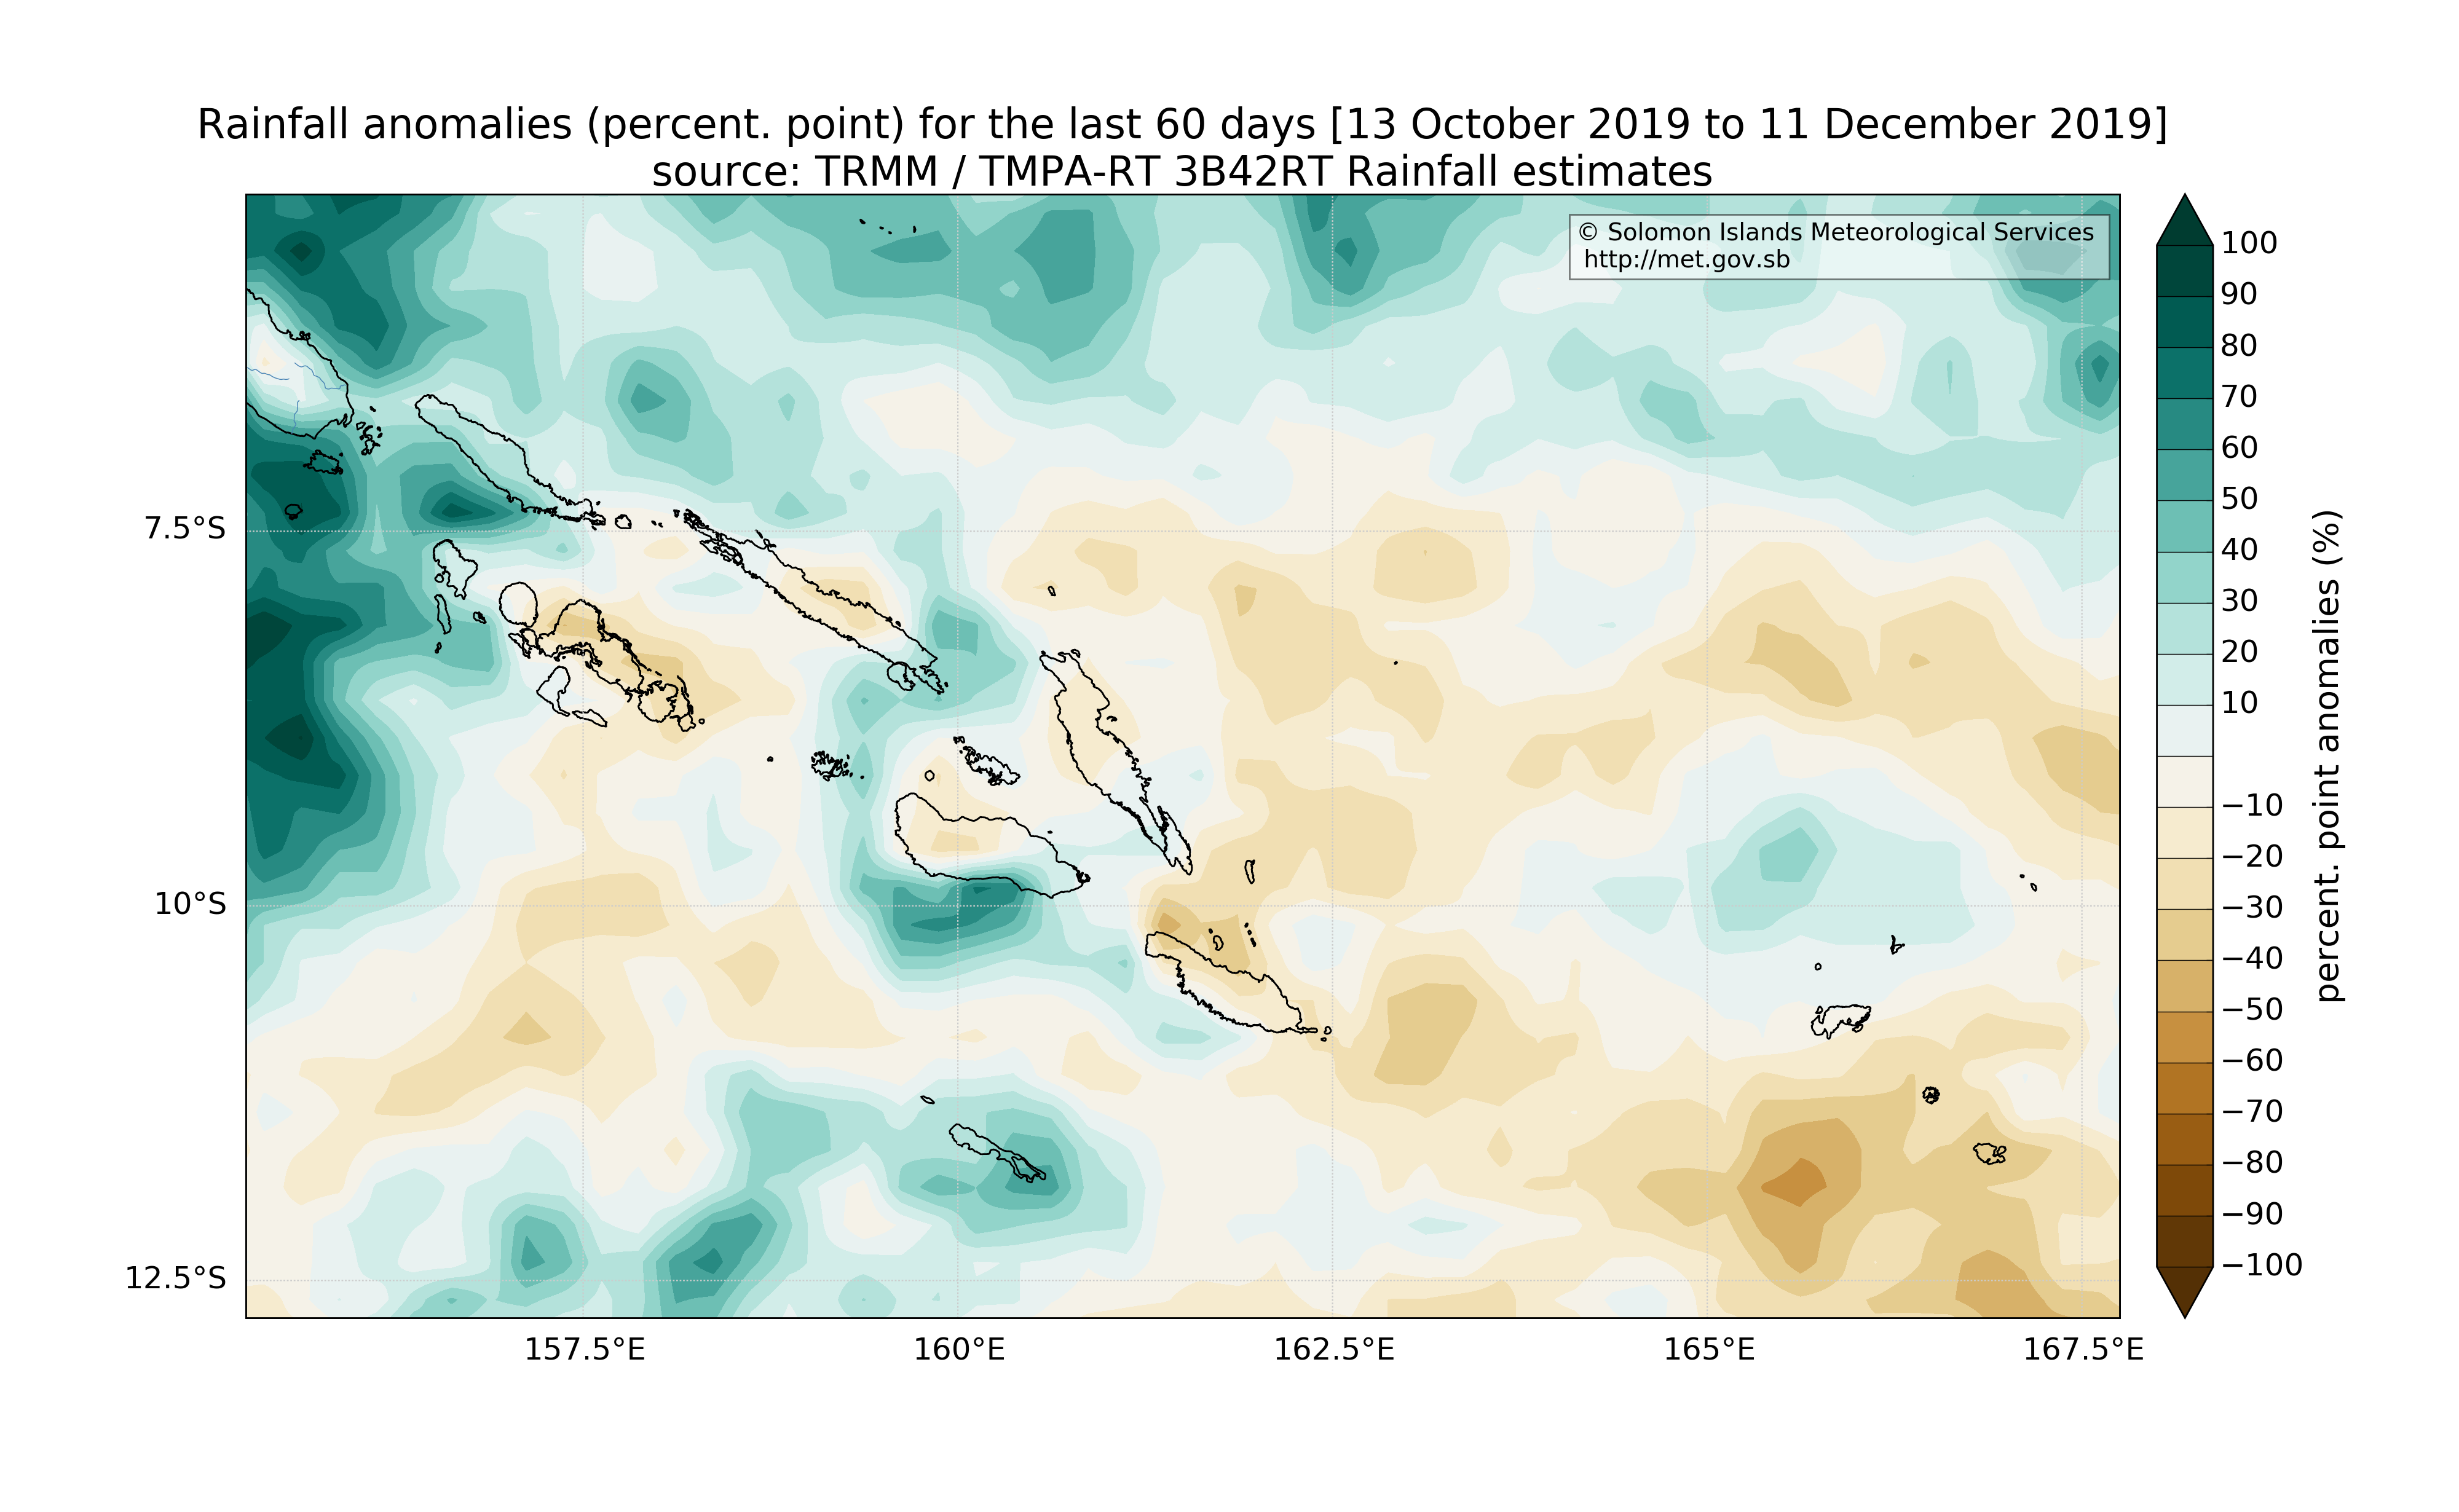 Rainfall anomalies (percent. point) for the last 60 days [13 October 2019 to 11 December 2019]
source: TRMM / TMPA-RT 3B42RT Rainfall estimates
© Solomon Islands Meteorological Services
http://met.gov.sb
7.5°S
10°S
12.5°S
157.5°E
160°E
162.5°E
165°E
167.5°E
100
90
80
70
60
50
40
30
20
10
−10
−20
−30
−40
−50
−60
−70
−80
−90
−100
percent. point anomalies (%)